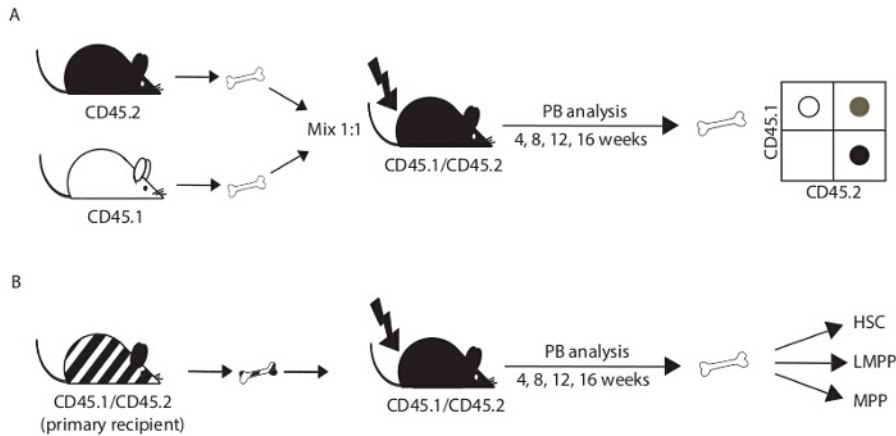 A
CD45.2
CD45.1
Mix 1:1
CD45.1/CD45.2
PB analysis
4, 8, 12, 16 weeks
CD45.1
CD45.2
B
CD45.1/CD45.2
(primary recipient)
CD45.1/CD45.2
PB analysis
4, 8, 12, 16 weeks
HSC
LMPP
MPP